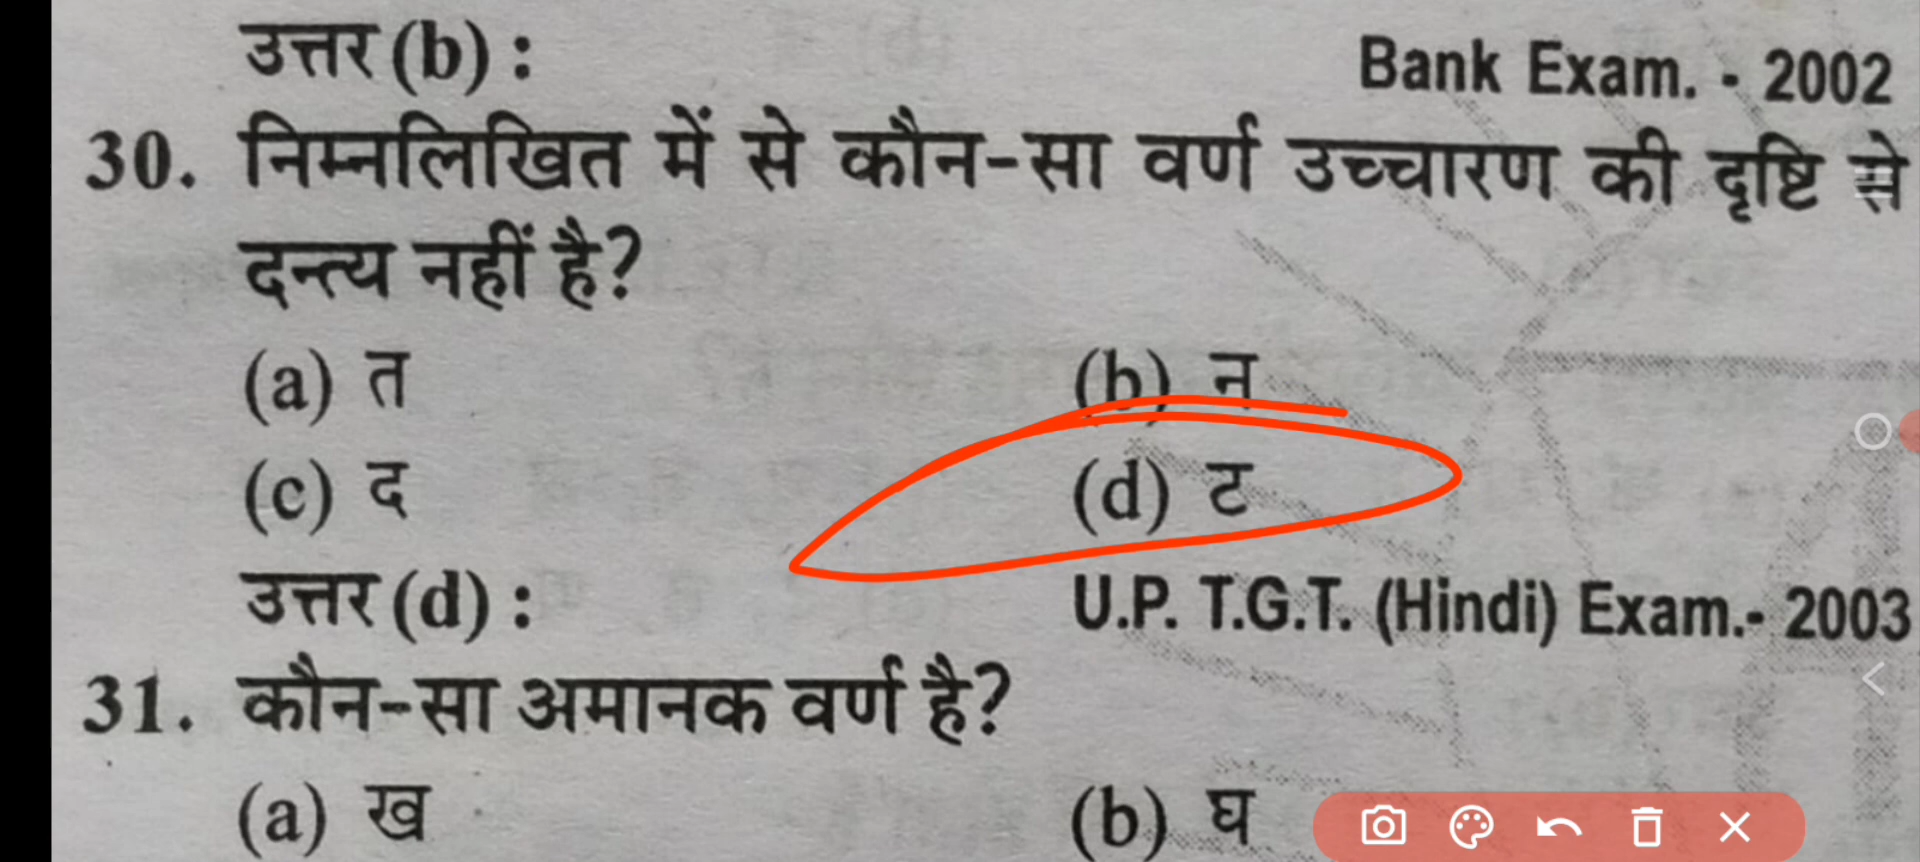 उत्तर (b) :
Bank Exam. - 2002
30. निम्नलिखित में से कौन-सा वर्ण उच्चारण की दृष्टि से
दन्त्य नहीं है?
(a) त (b) न
(c) द (d) ट
उत्तर (d) :
U.P. T.G.T. (Hindi) Exam.- 2003
31. कौन-सा अमानक वर्ण है?
(a) ख (b) घ